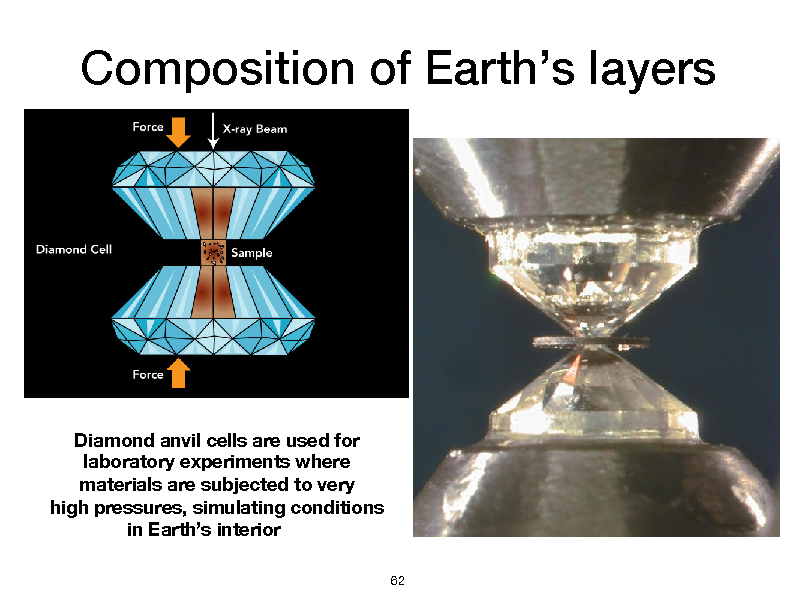 Composition of Earth’s layers
Force
X-ray Beam
Diamond Cell
Sample
Force
Diamond anvil cells are used for
laboratory experiments where
materials are subjected to very
high pressures, simulating conditions
in Earth’s interior
62